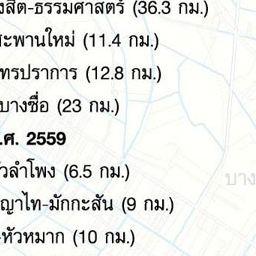 งสิต-ธรรมศาสตร์ (36.3 กม.)
สะพานใหม่ (11.4 กม.)
ทรปราการ (12.8 กม.)
บางซื่อ (23 กม.)
.ศ. 2559
ัวลำโพง (6.5 กม.)
บาง
ญาไท-มักกะสัน (9 กม.)
-หัวหมาก (10 กม.)